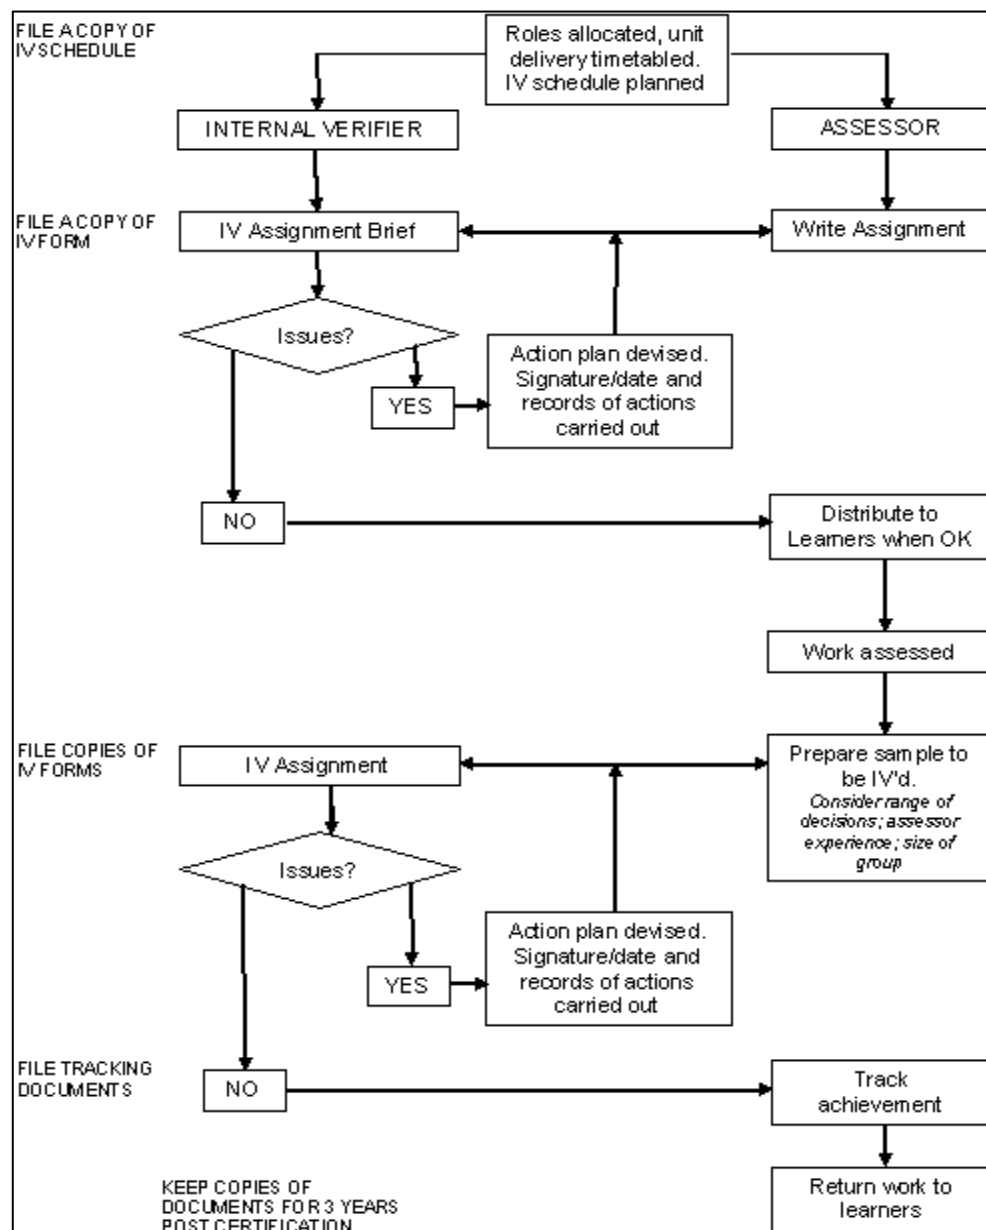 FILE A COPY OF
IV SCHEDULE
Roles allocated, unit
delivery timetabled.
IV schedule planned
INTERNAL VERIFIER
ASSESSOR
FILE A COPY OF
IV FORM
IV Assignment Brief
Write Assignment
Issues?
Action plan devised.
Signature/date and
records of actions
carried out
YES
NO
Distribute to
Learners when OK
Work assessed
FILE COPIES OF
IV FORMS
IV Assignment
Prepare sample to
be IV'd.
Consider range of
decisions; assessor
experience; size of
group
Issues?
Action plan devised.
Signature/date and
records of actions
carried out
YES
FILE TRACKING
DOCUMENTS
NO
Track
achievement
Return work to
learners
KEEP COPIES OF
DOCUMENTS FOR 3 YEARS
POST CERTIFICATION